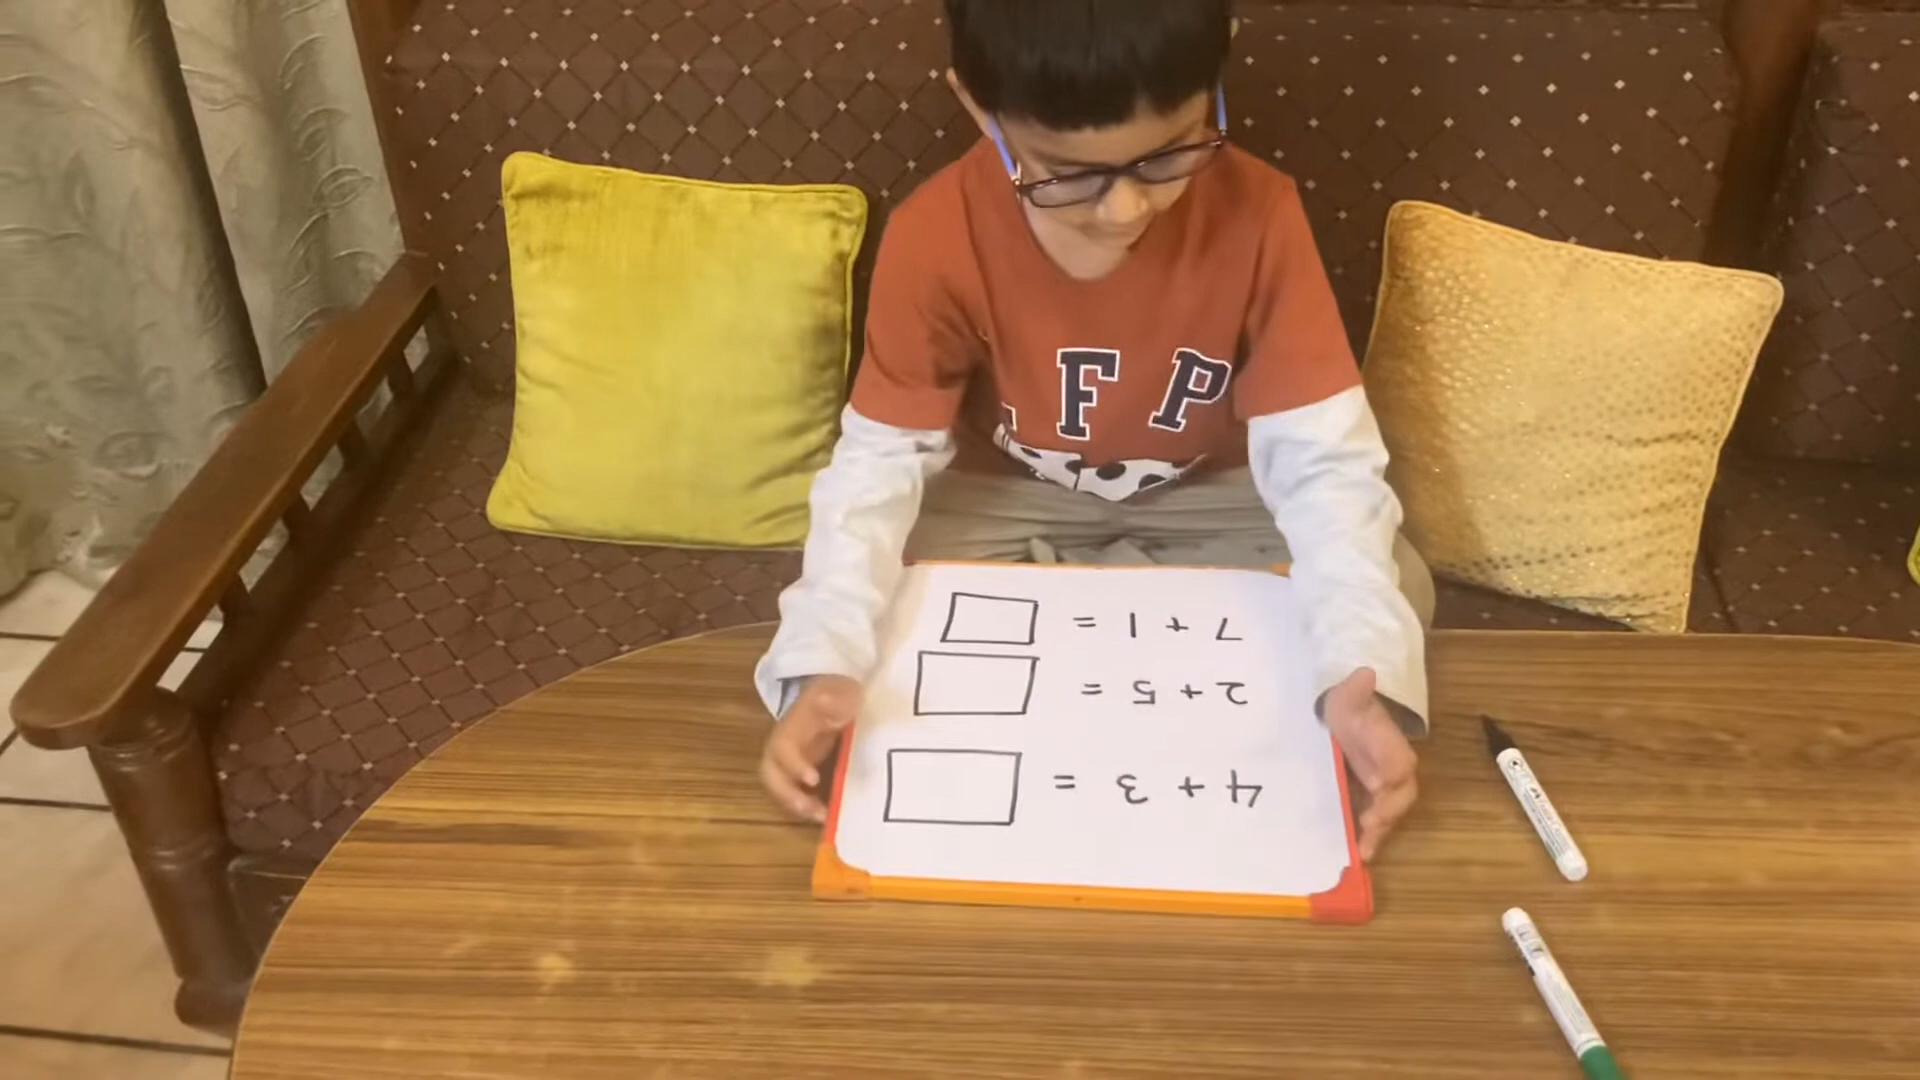 F P
4 + 3 =
2 + 5 =
7 + 1 =